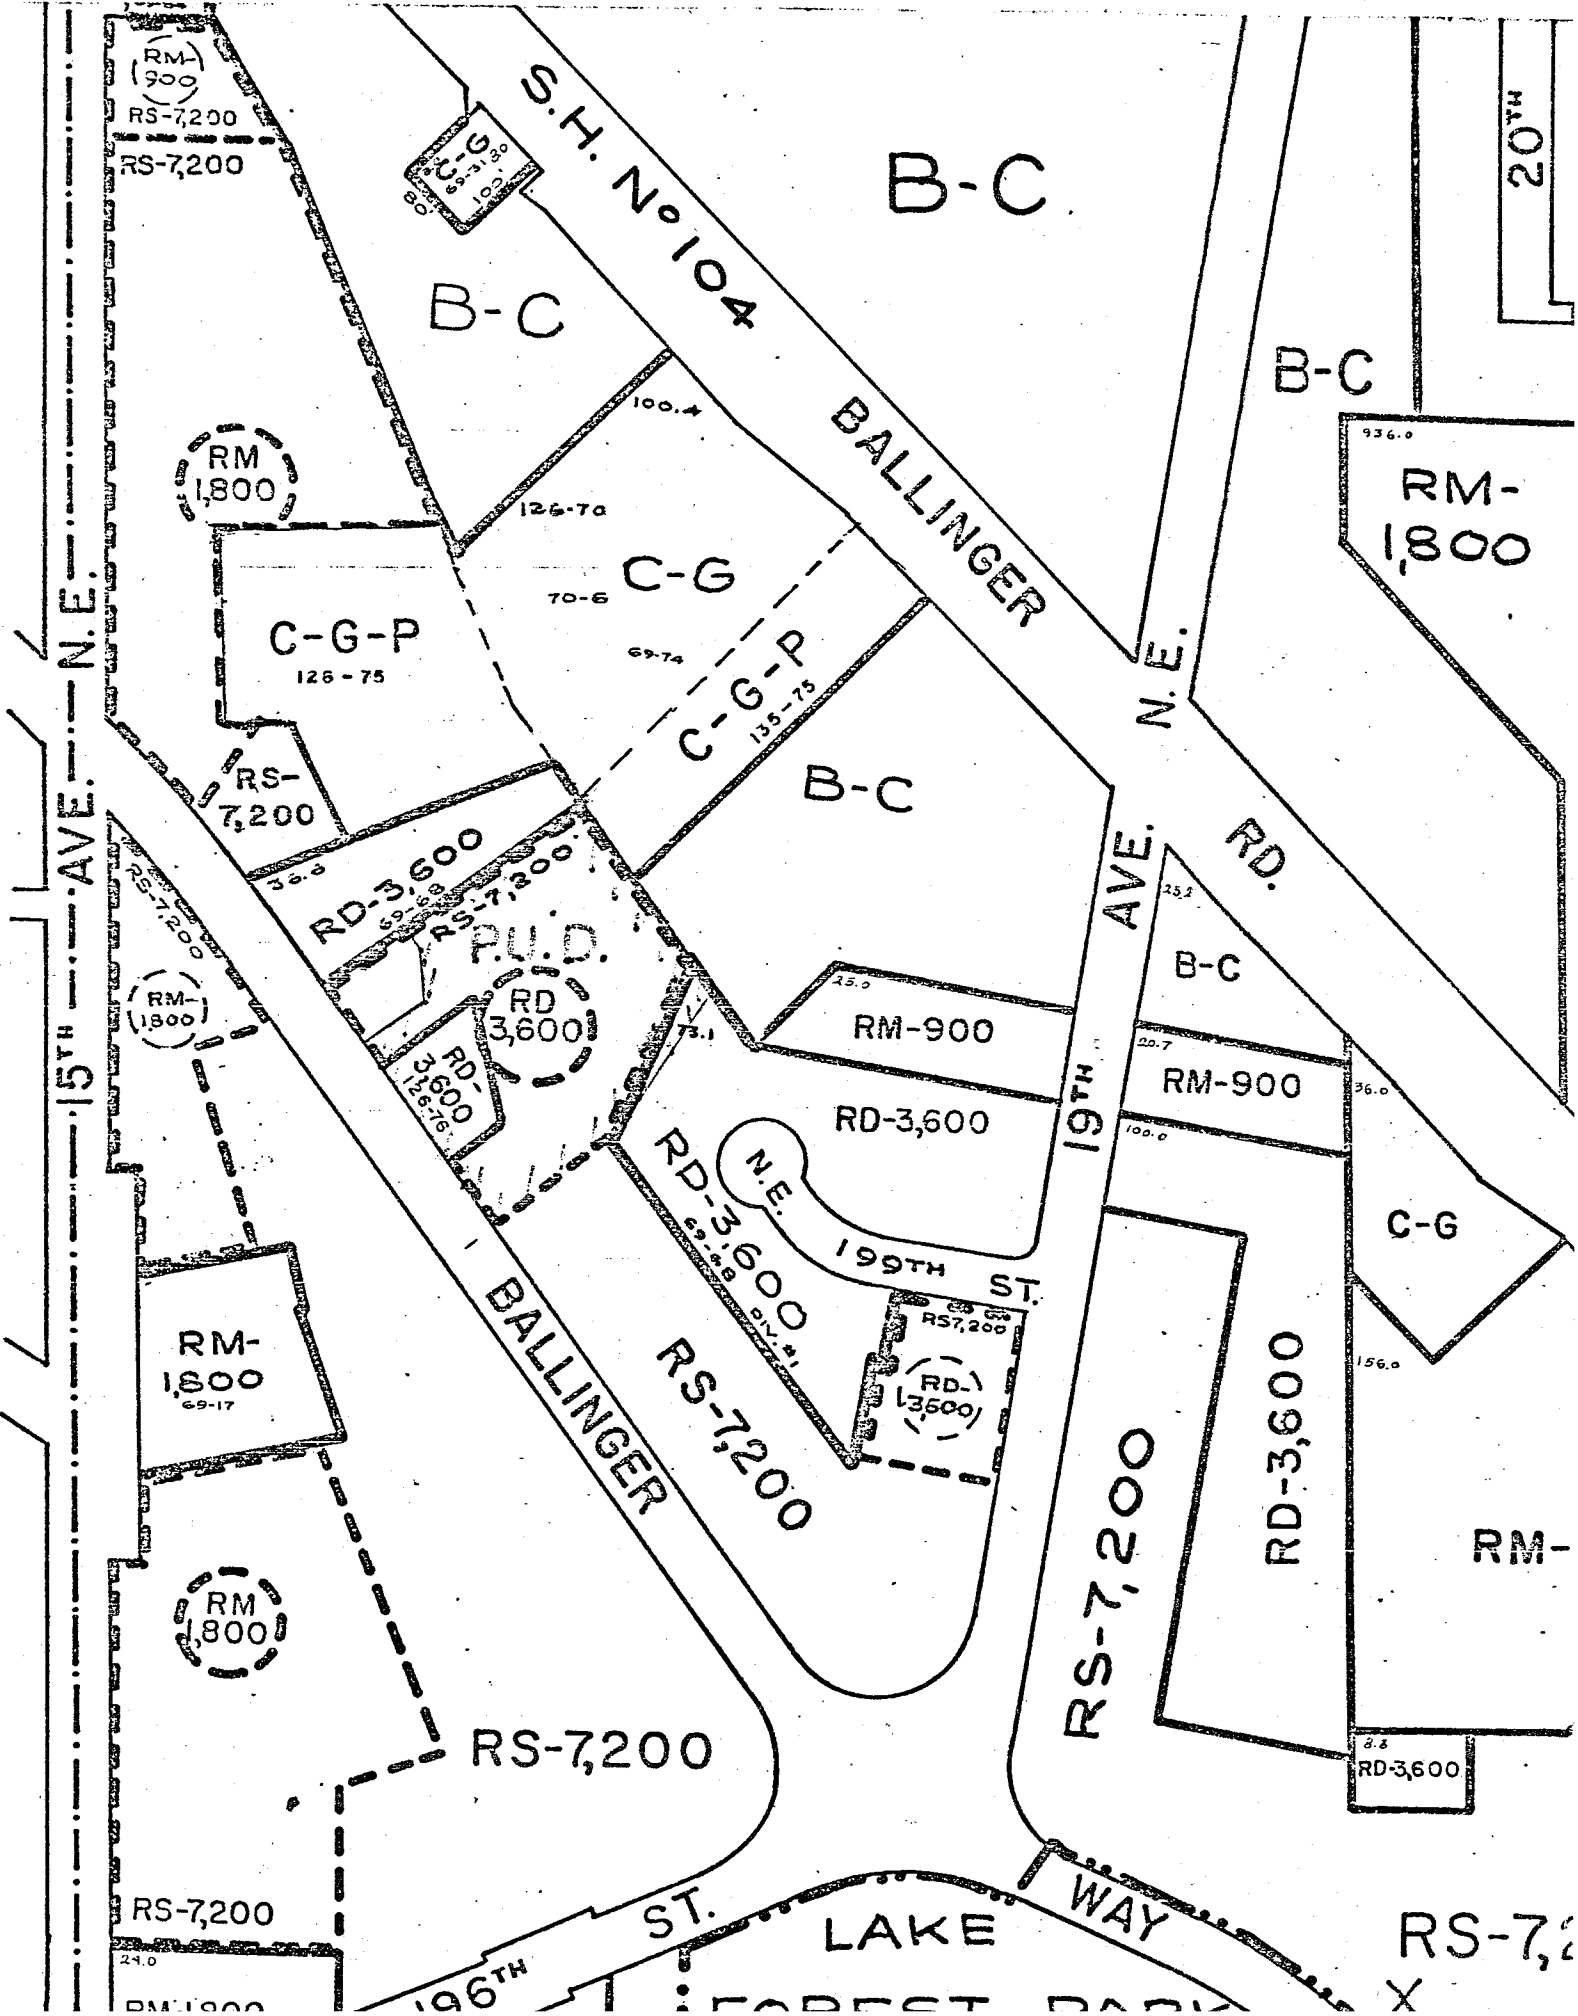 RM-
900
RS-7,200
RS-7,200
C-G
69-31.30
100'
80'
S.H. No 104
B-C
20TH
B-C
B-C
100.4
BALLINGER
936.0
RM-
1,800
RM
1,800
126-70
C-G
70-6
69-74
C-G-P
126-75
C-G-P
135-75
N.E.
N.E.
B-C
RS-
7,200
AVE.
AVE.
RD.
RD-3,600
69-68
RS-7,200
36.0
25.2
RS-7,200
P.U.D.
B-C
RD
3,600
25.0
RM-900
RM-
1,800
73.1
20.7
RM-900
36.0
15TH
RD-
3,600
126-76
19TH
RD-3,600
100.0
N.E.
RD-3,600
69-68
DIV. #1
199TH ST.
C-G
RS7,200
RM-
1,800
69-17
BALLINGER
RS-7,200
RD-
3,600
156.0
RD-3,600
RS-7,200
RM-
RM
1,800
RS-7,200
RD-3,600
RS-7,200
ST.
WAY
LAKE
RS-7,2
24.0
196TH
FOREST PARK
X
RM-1,800